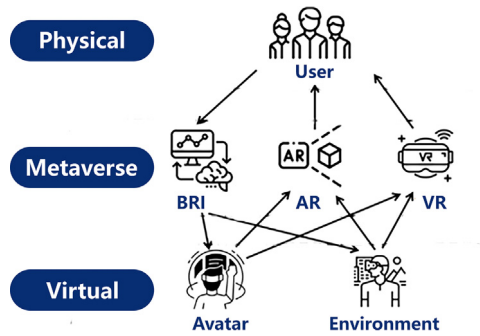 Physical
User
AR
VR
Metaverse
BRI
AR
VR
Virtual
Avatar
Environment